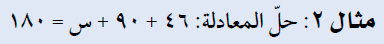 مثال ٢ : حلّ المعادلة: ٤٦ + ٩٠ + س = ١٨٠